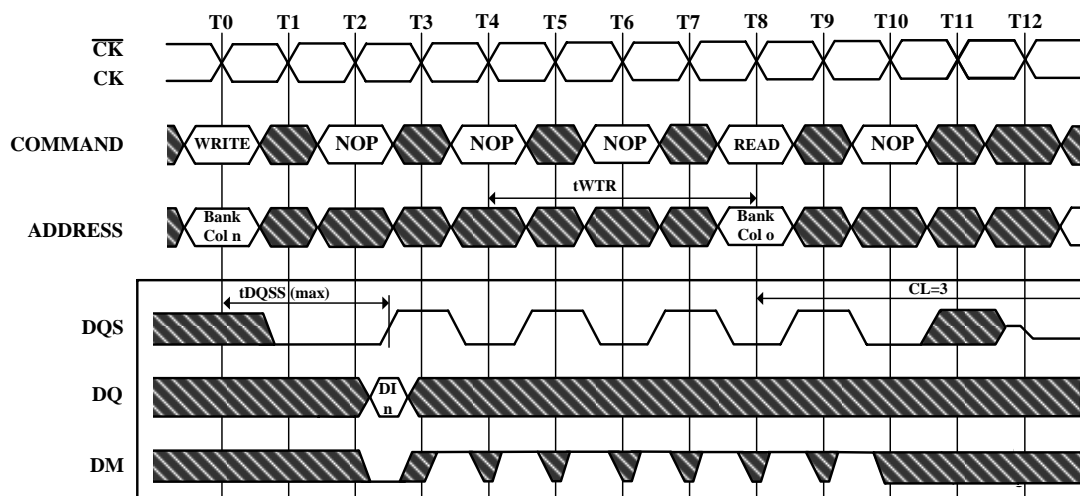 T0 T1 T2 T3 T4 T5 T6 T7 T8 T9 T10 T11 T12
CK
CK
COMMAND WRITE NOP NOP NOP READ NOP
tWTR
ADDRESS Bank Col n Bank Col o
tDQSS (max) CL=3
DQS
DQ DI n
DM